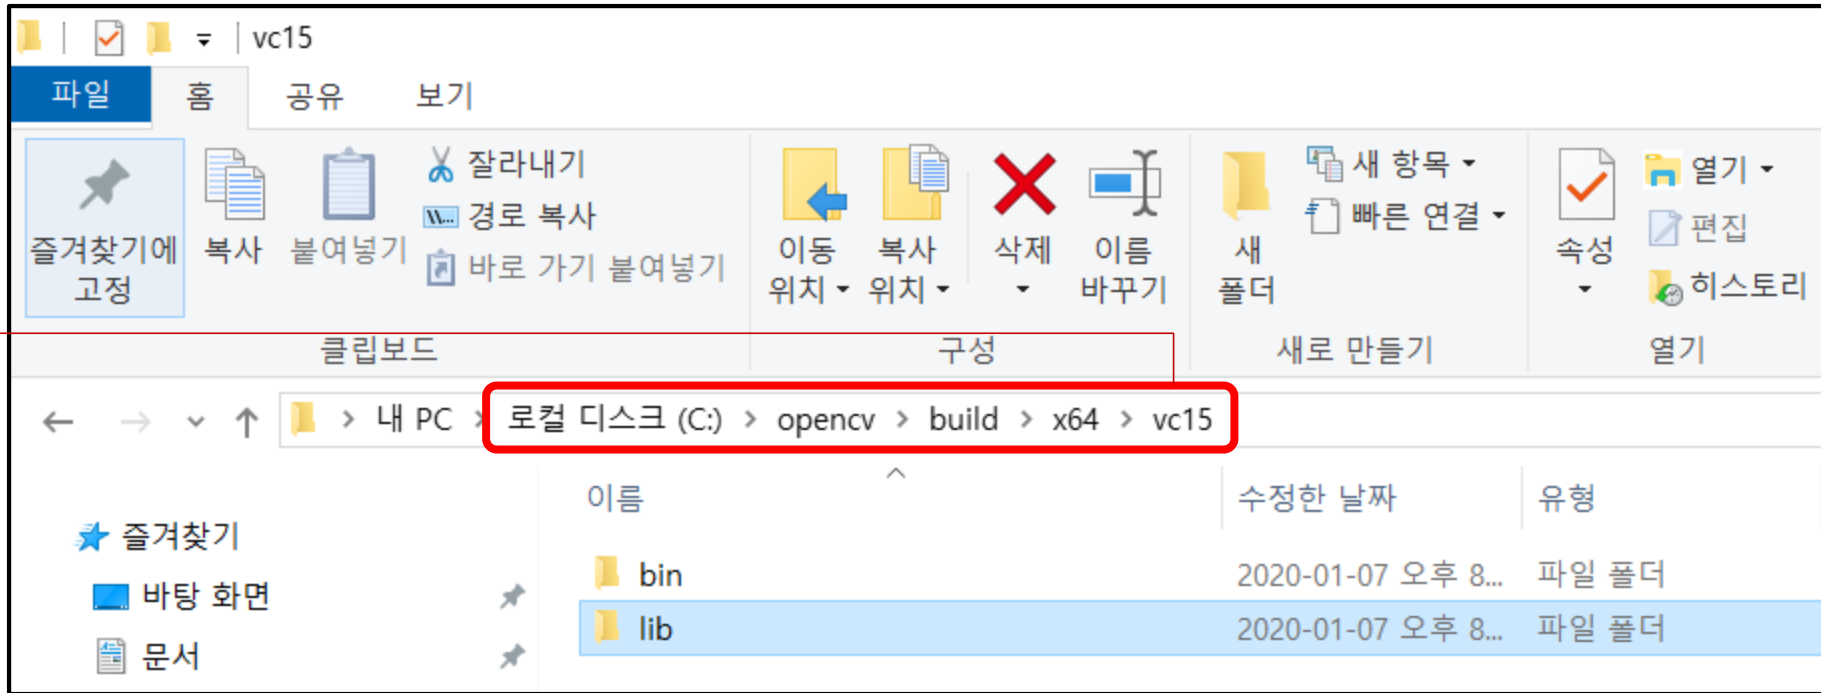 vc15
파일 홈 공유 보기
잘라내기
경로 복사
바로 가기 붙여넣기
즐겨찾기에
고정
복사
붙여넣기
클립보드
이동
위치
복사
위치
삭제
이름
바꾸기
구성
새
폴더
새 항목
빠른 연결
새로 만들기
속성
열기
편집
히스토리
열기
내 PC > 로컬 디스크 (C:) > opencv > build > x64 > vc15
이름 수정한 날짜 유형
즐겨찾기
바탕 화면
문서
bin 2020-01-07 오후 8... 파일 폴더
lib 2020-01-07 오후 8... 파일 폴더